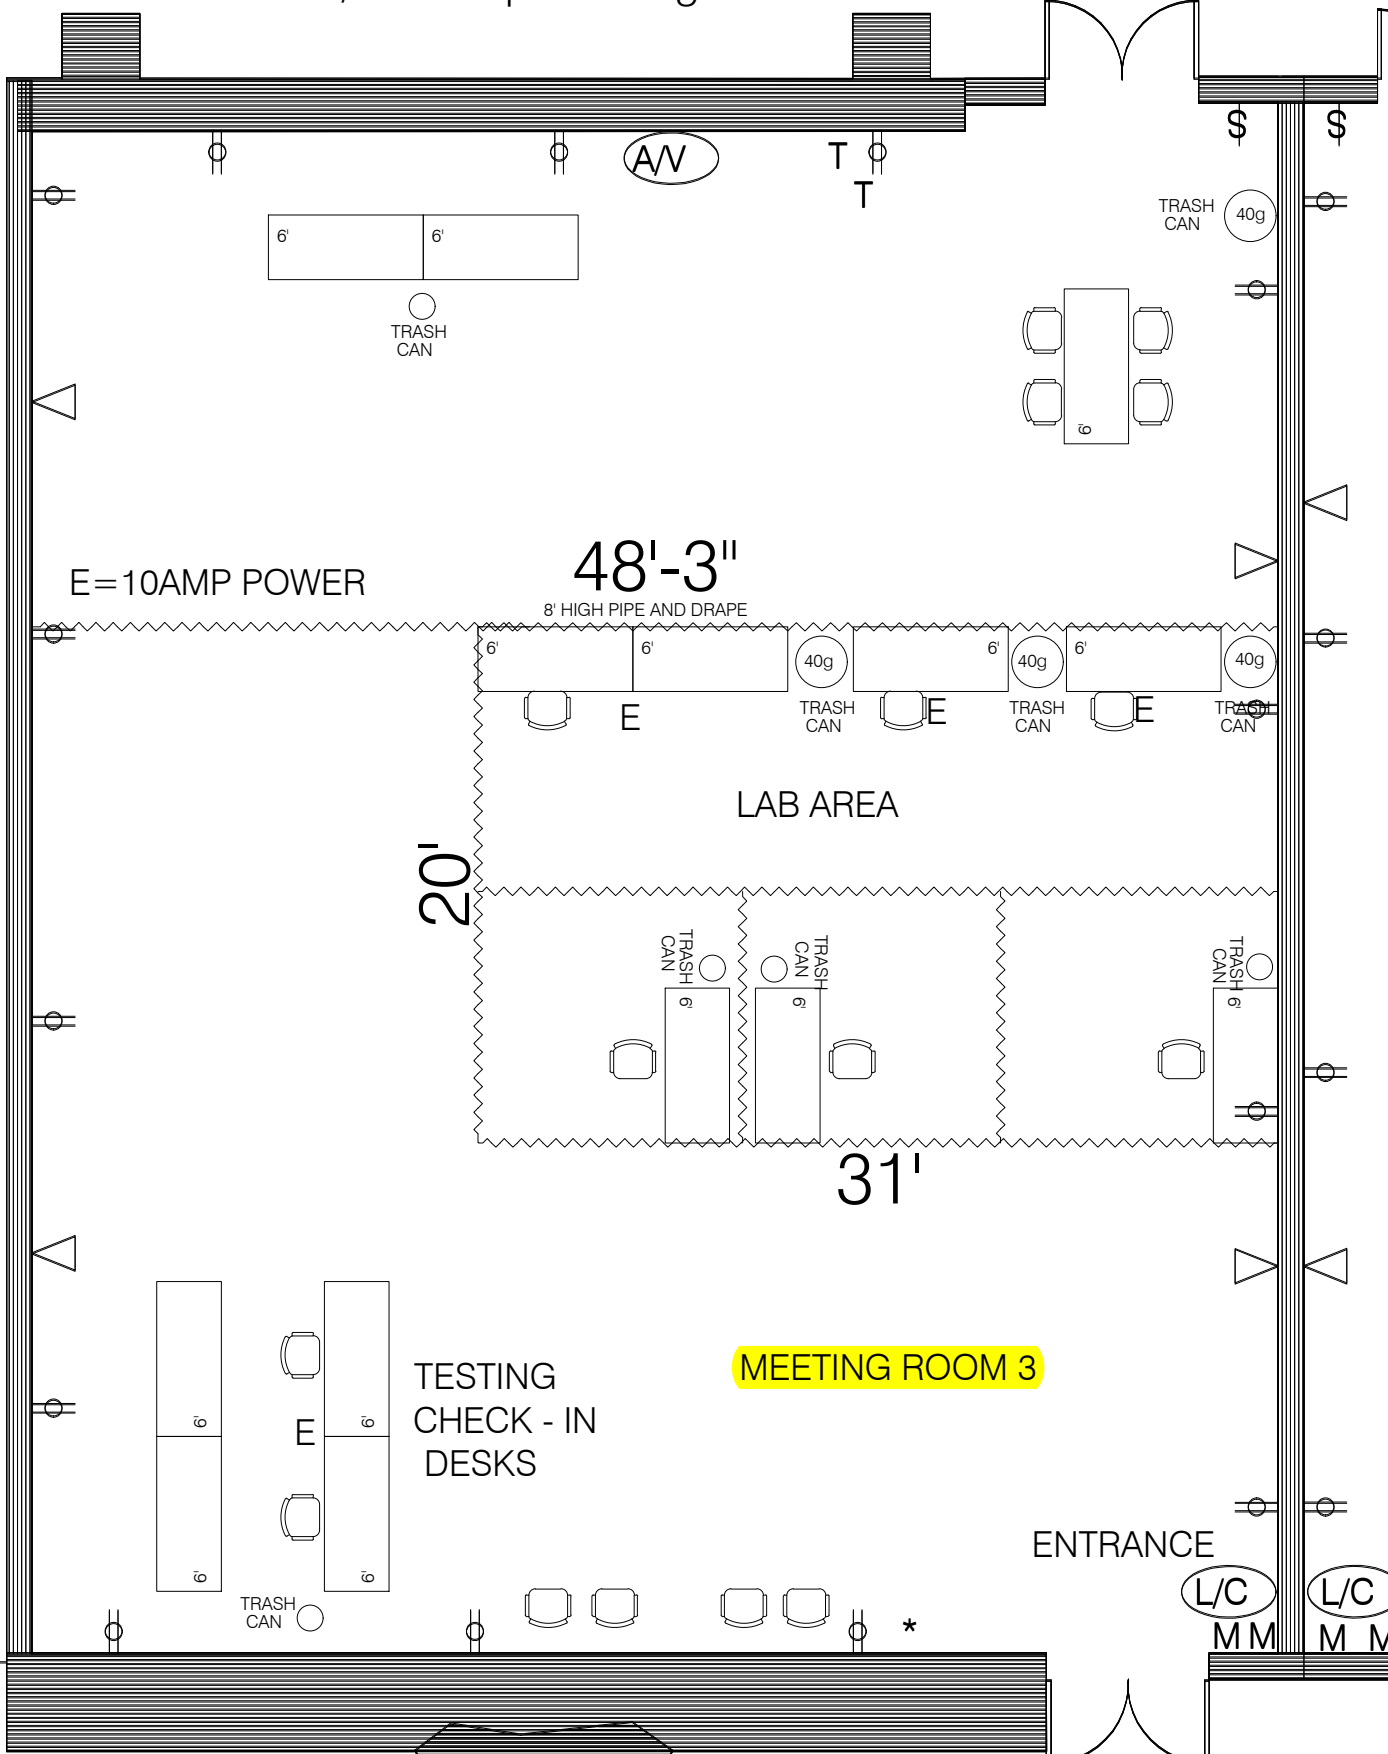 S
S
A/V
T
T
TRASH
CAN
40g
6'
6'
TRASH
CAN
6'
48'-3"
E=10AMP POWER
8' HIGH PIPE AND DRAPE
6'
6'
40g
6'
40g
6'
40g
E
TRASH
CAN
E
TRASH
CAN
E
TRASH
CAN
LAB AREA
20'
TRASH
CAN
6'
TRASH
CAN
6'
TRASH
CAN
6'
31'
MEETING ROOM 3
TESTING
CHECK - IN
DESKS
6'
6'
E
6'
6'
ENTRANCE
TRASH
CAN
*
L/C
L/C
M M
M M